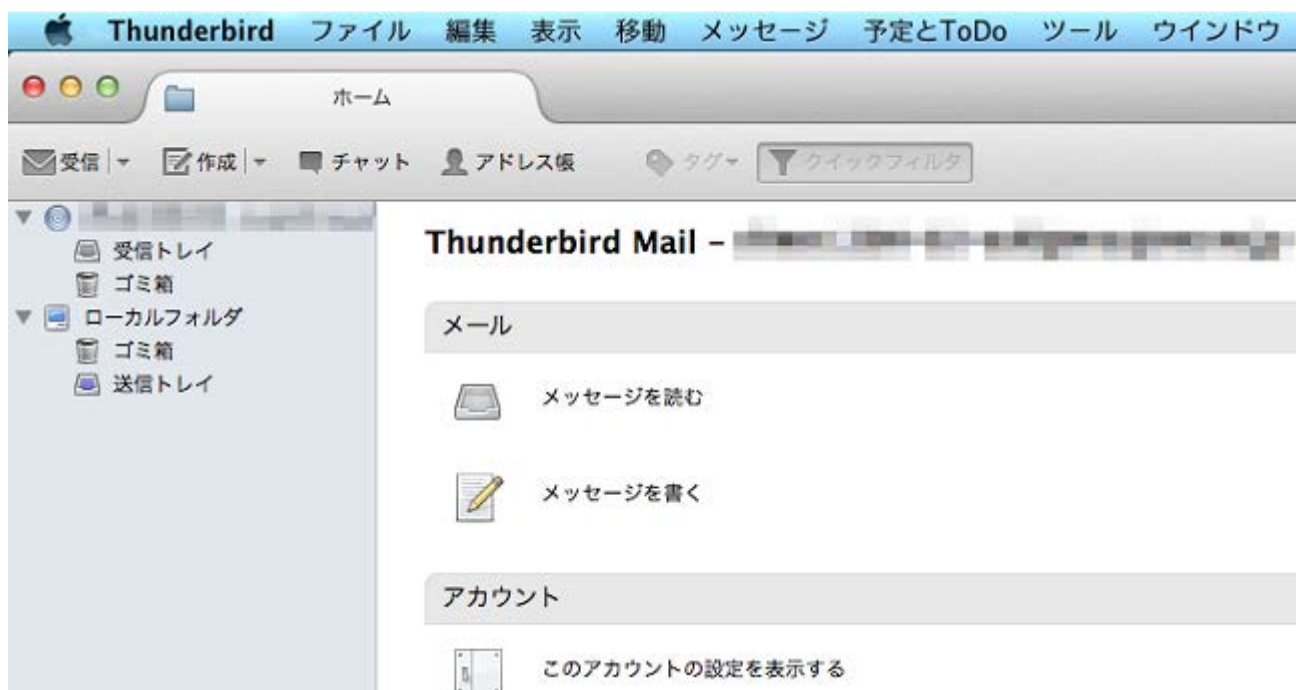 Thunderbird ファイル 編集 表示 移動 メッセージ 予定とToDo ツール ウインドウ
ホーム
受信 作成 チャット アドレス帳 タグ クイックフィルタ
受信トレイ
ゴミ箱
ローカルフォルダ
ゴミ箱
送信トレイ
Thunderbird Mail –
メール
メッセージを読む
メッセージを書く
アカウント
このアカウントの設定を表示する